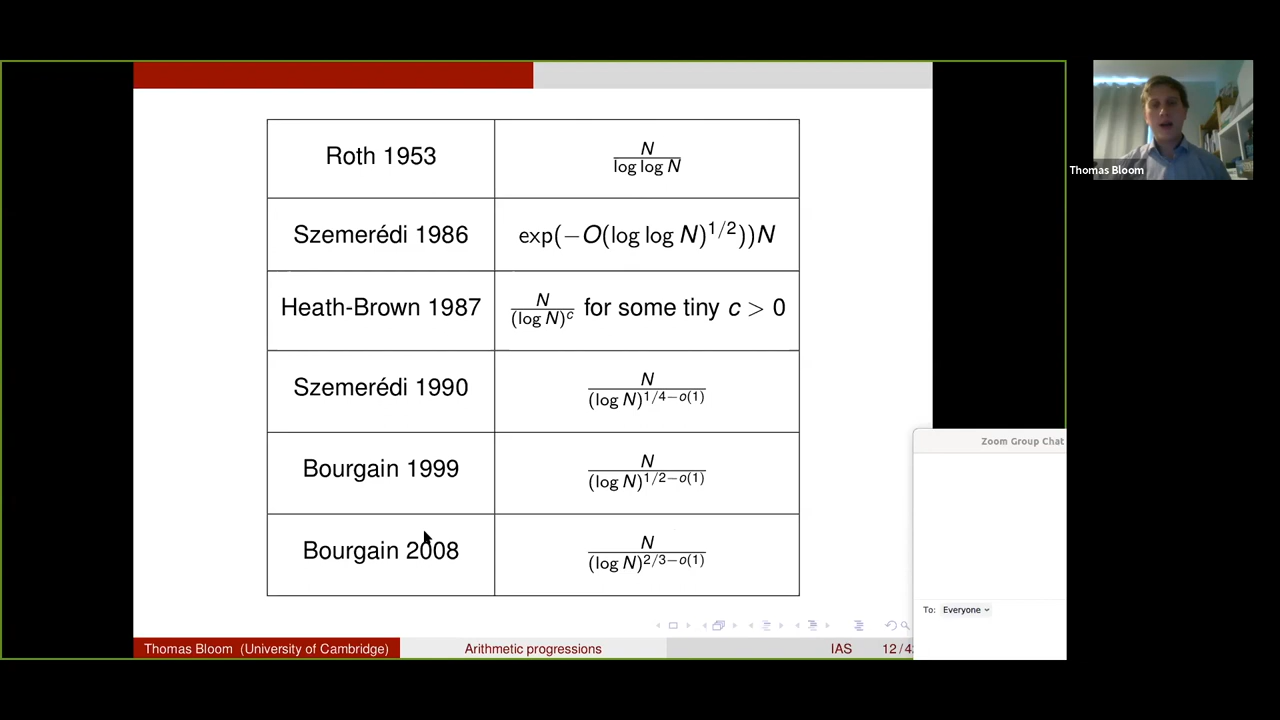 Roth 1953 N/(log log N)
Szemerédi 1986 exp(−O(log log N)^{1/2}))N
Heath-Brown 1987 N/(log N)^c for some tiny c > 0
Szemerédi 1990 N/(log N)^{1/4−o(1)}
Bourgain 1999 N/(log N)^{1/2−o(1)}
Bourgain 2008 N/(log N)^{2/3−o(1)}
Thomas Bloom (University of Cambridge) Arithmetic progressions IAS 12/4
Thomas Bloom
Zoom Group Chat
To: Everyone